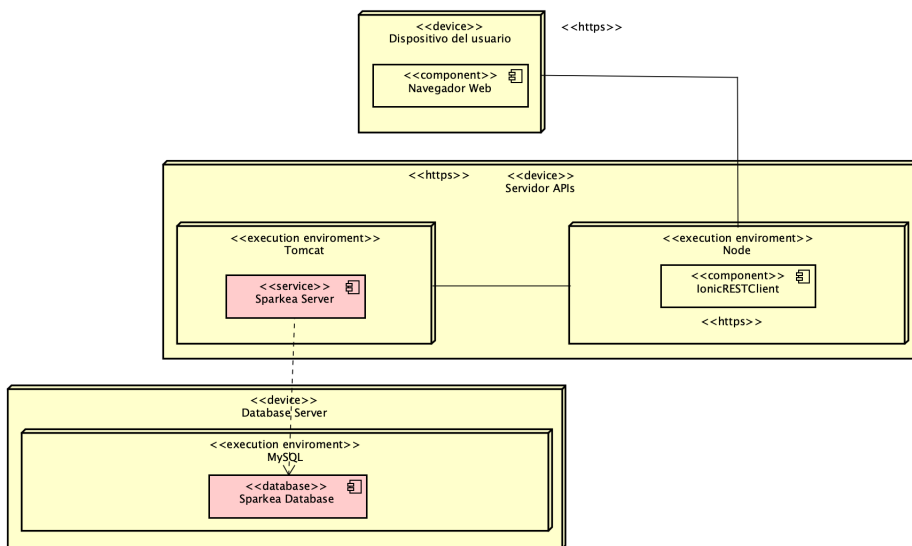 <<device>>
Dispositivo del usuario
<<https>>
<<component>>
Navegador Web
<<https>>
<<device>>
Servidor APIs
<<execution enviroment>>
Tomcat
<<service>>
Sparkea Server
<<execution enviroment>>
Node
<<component>>
IonicRESTClient
<<https>>
<<device>>
Database Server
<<execution enviroment>>
MySQL
<<database>>
Sparkea Database